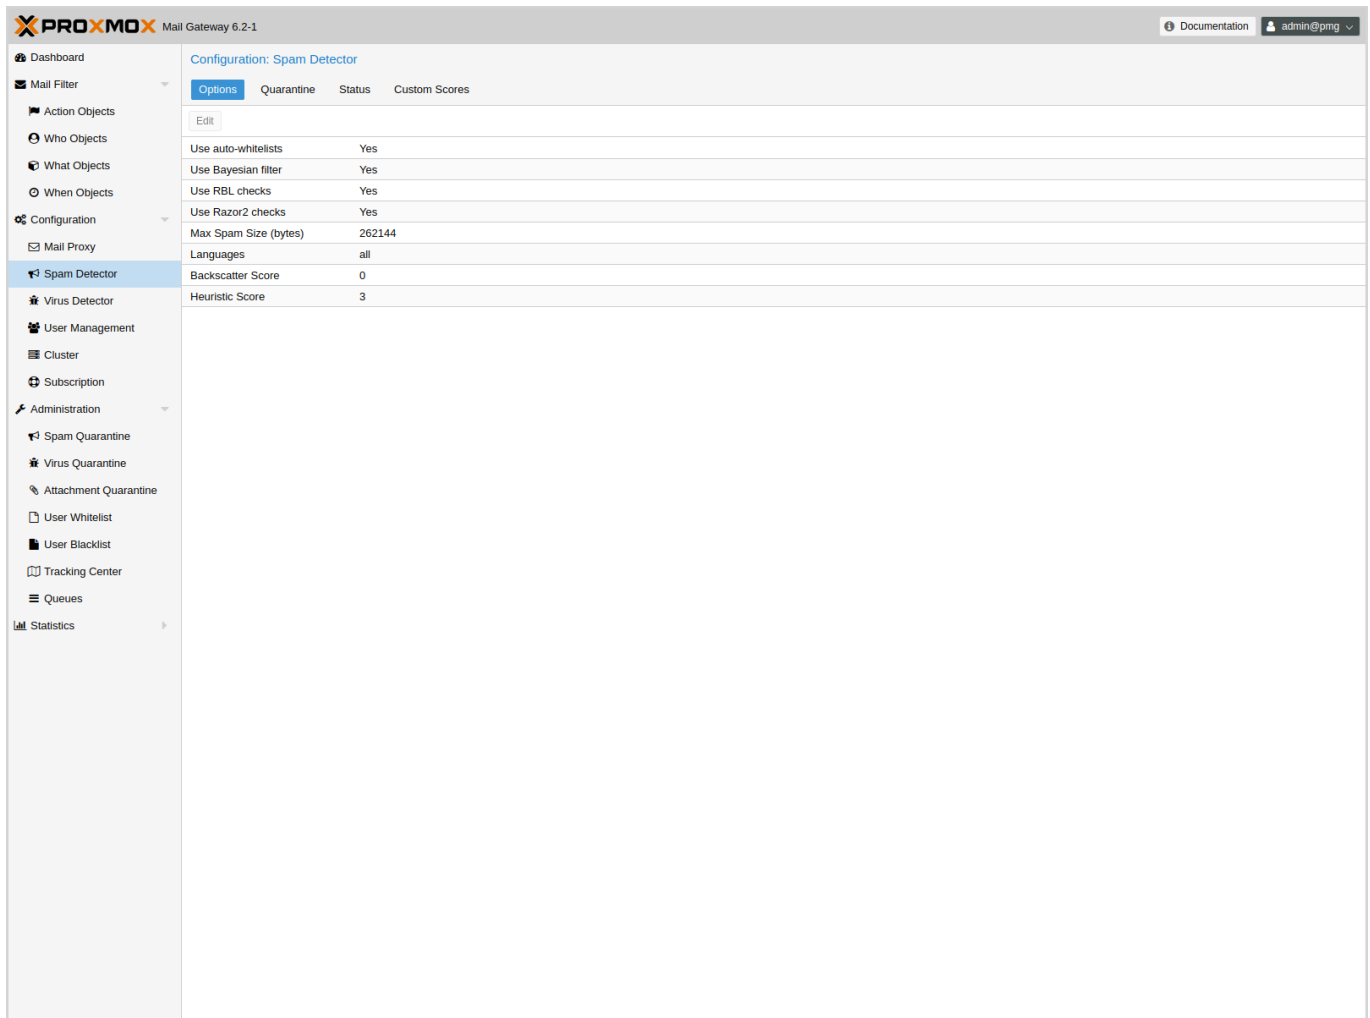 PROXMOX Mail Gateway 6.2-1
Documentation
admin@pmg
Dashboard
Mail Filter
Action Objects
Who Objects
What Objects
When Objects
Configuration
Mail Proxy
Spam Detector
Virus Detector
User Management
Cluster
Subscription
Administration
Spam Quarantine
Virus Quarantine
Attachment Quarantine
User Whitelist
User Blacklist
Tracking Center
Queues
Statistics
Configuration: Spam Detector
Options Quarantine Status Custom Scores
Edit
Use auto-whitelists Yes
Use Bayesian filter Yes
Use RBL checks Yes
Use Razor2 checks Yes
Max Spam Size (bytes) 262144
Languages all
Backscatter Score 0
Heuristic Score 3